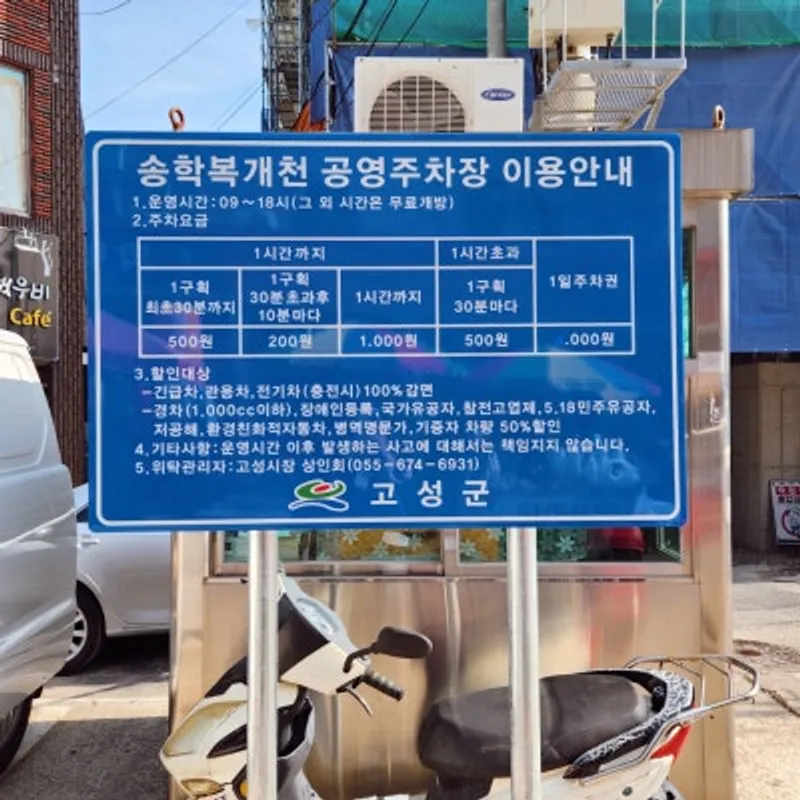 Carrier
송학복개천 공영주차장 이용안내
1.운영시간:09~18시(그 외 시간은 무료개방)
2.주차요금
1시간까지 1시간초과 1일주차권
1구획 최초30분까지
1구획 30분초과후 10분마다
1시간까지
1구획 30분마다
500원 200원 1.000원 500원 .000원
3.할인대상
-긴급차,관용차,전기차(충전시)100%감면
-경차(1,000cc이하),장애인등록,국가유공자,참전고엽제,5.18민주유공자,
저공해,환경친화적자동차,병역명문가,기증자 차량 50%할인
4.기타사항:운영시간 이후 발생하는 사고에 대해서는 책임지지 않습니다.
5.위탁관리자:고성시장 상인회(055-674-6931)
고성군
Cafe